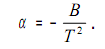 α = − B / T² .